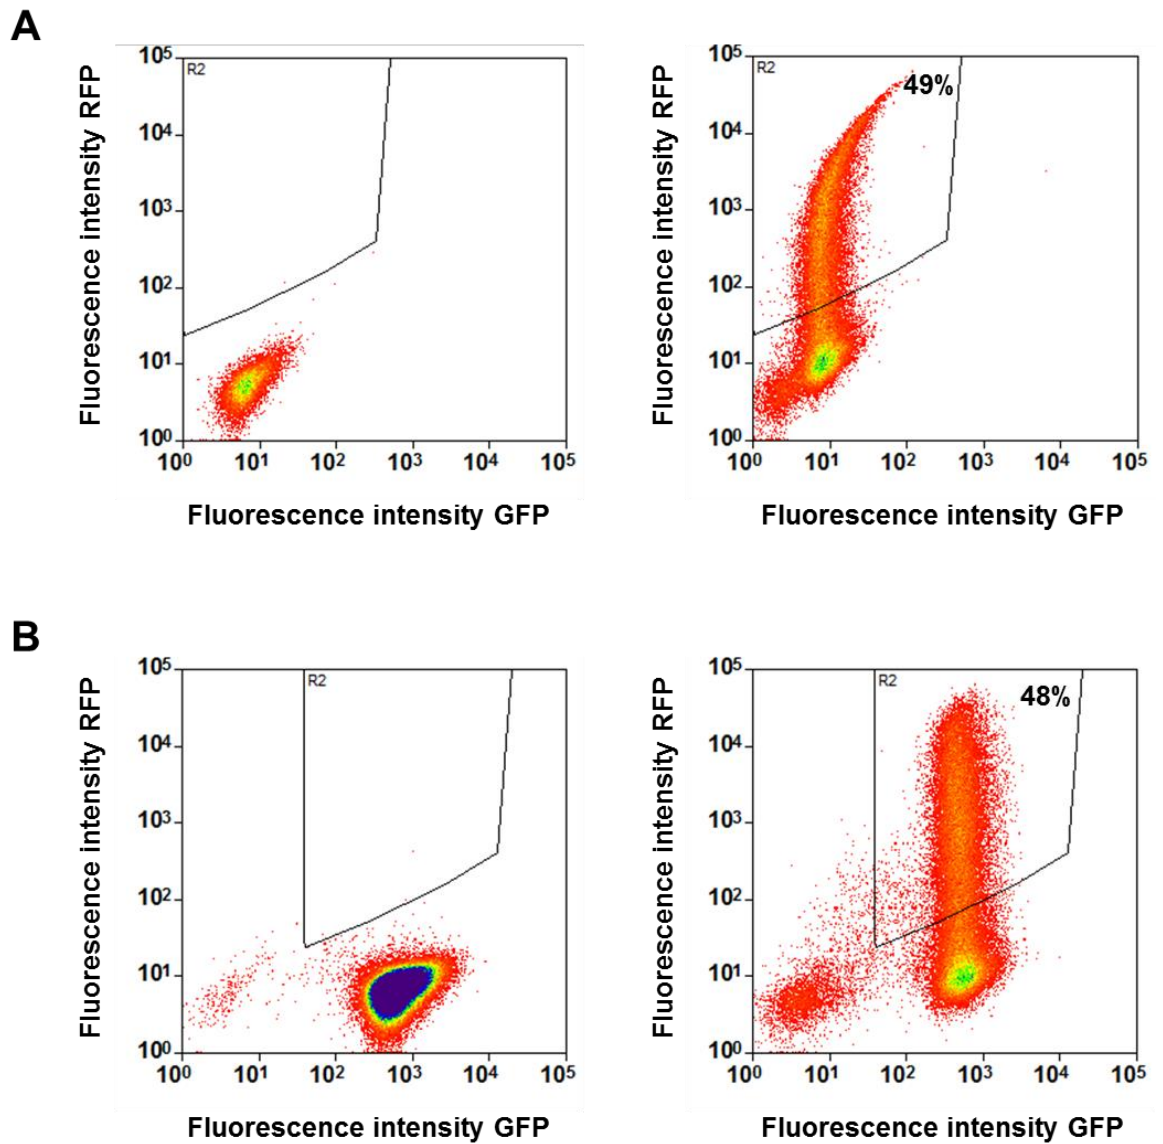 A
Fluorescence intensity RFP
10⁵
10⁴
10³
10²
10¹
10⁰
R2
10⁰ 10¹ 10² 10³ 10⁴ 10⁵
Fluorescence intensity GFP
Fluorescence intensity RFP
10⁵
10⁴
10³
10²
10¹
10⁰
R2
49%
10⁰ 10¹ 10² 10³ 10⁴ 10⁵
Fluorescence intensity GFP
B
Fluorescence intensity RFP
10⁵
10⁴
10³
10²
10¹
10⁰
R2
10⁰ 10¹ 10² 10³ 10⁴ 10⁵
Fluorescence intensity GFP
Fluorescence intensity RFP
10⁵
10⁴
10³
10²
10¹
10⁰
R2
48%
10⁰ 10¹ 10² 10³ 10⁴ 10⁵
Fluorescence intensity GFP